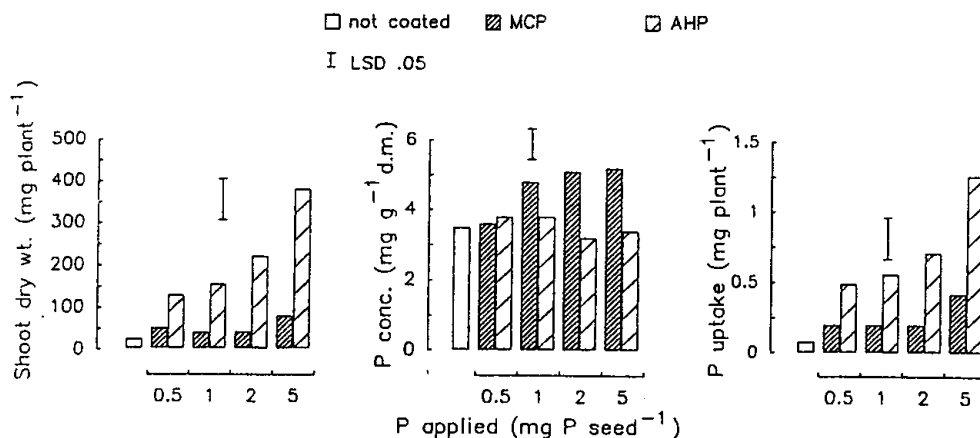 not coated MCP AHP
LSD .05
Shoot dry wt. (mg plant⁻¹)
500
400
300
200
100
0
0.5 1 2 5
P conc. (mg g⁻¹ d.m.)
6
4
2
0
0.5 1 2 5
P uptake (mg plant⁻¹)
1.5
1
0.5
0
0.5 1 2 5
P applied (mg P seed⁻¹)